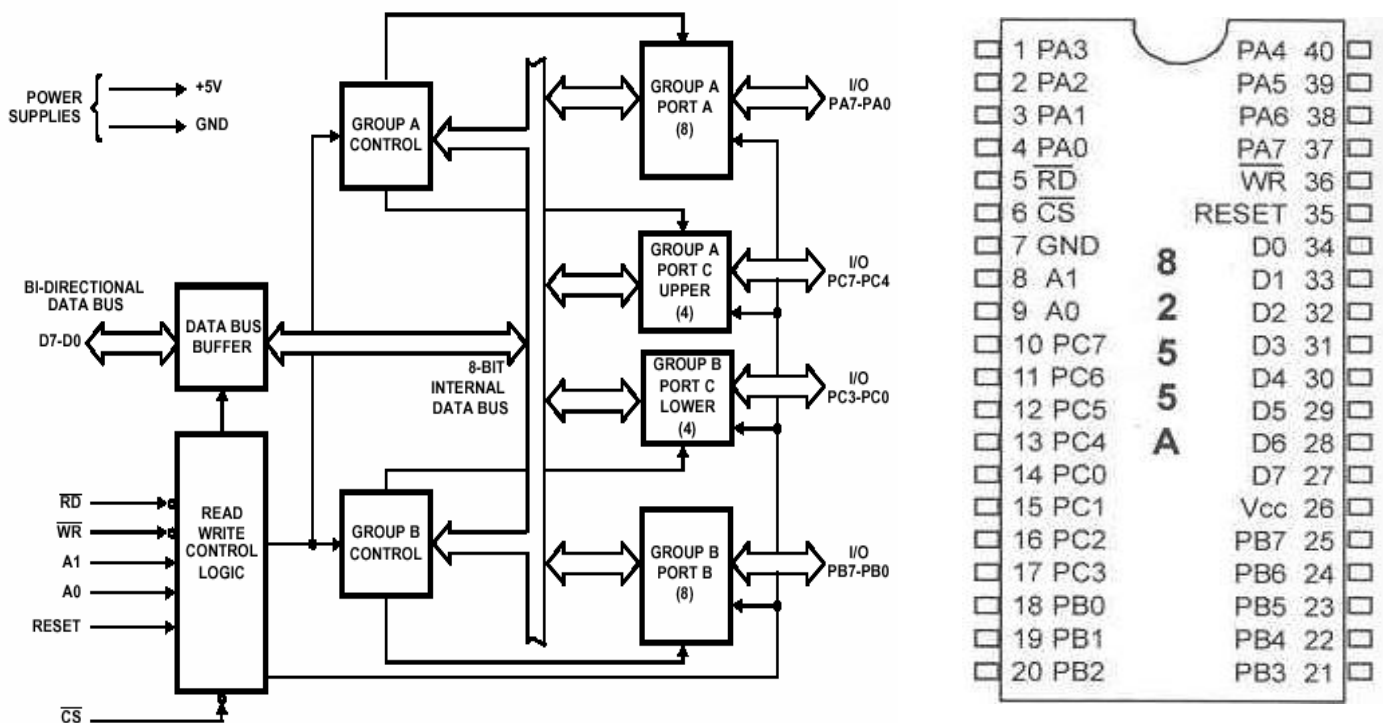 POWER
SUPPLIES
+5V
GND
GROUP A
CONTROL
GROUP A
PORT A
(8)
I/O
PA7-PA0
GROUP A
PORT C
UPPER
(4)
I/O
PC7-PC4
BI-DIRECTIONAL
DATA BUS
D7-D0
DATA BUS
BUFFER
8-BIT
INTERNAL
DATA BUS
GROUP B
PORT C
LOWER
(4)
I/O
PC3-PC0
R̅D̅
W̅R̅
A1
A0
RESET
C̅S̅
READ
WRITE
CONTROL
LOGIC
GROUP B
CONTROL
GROUP B
PORT B
(8)
I/O
PB7-PB0
1 PA3 PA4 40
2 PA2 PA5 39
3 PA1 PA6 38
4 PA0 PA7 37
5 R̅D̅ W̅R̅ 36
6 C̅S̅ RESET 35
7 GND D0 34
8 A1 D1 33
9 A0 D2 32
10 PC7 D3 31
11 PC6 D4 30
12 PC5 D5 29
13 PC4 D6 28
14 PC0 D7 27
15 PC1 Vcc 26
16 PC2 PB7 25
17 PC3 PB6 24
18 PB0 PB5 23
19 PB1 PB4 22
20 PB2 PB3 21
8
2
5
5
A